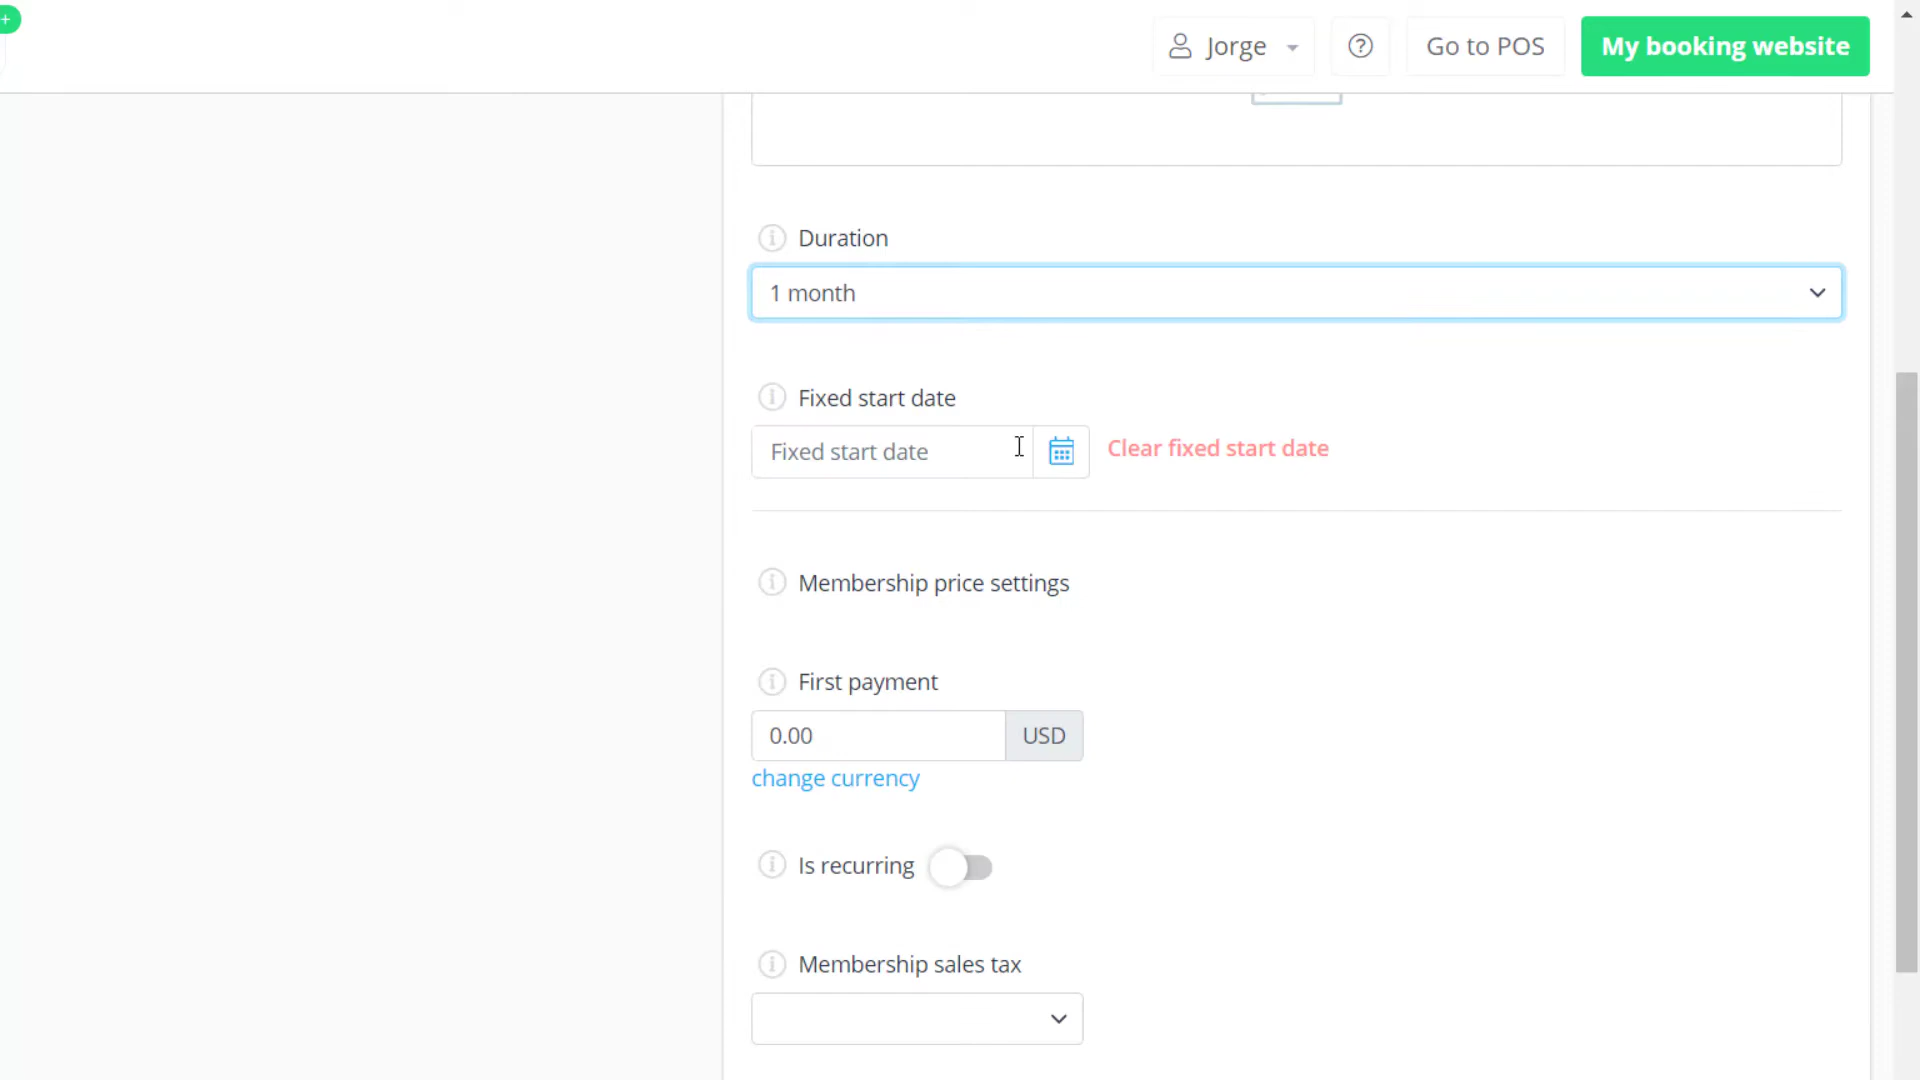 +
Jorge
Go to POS
My booking website
Duration
1 month
Fixed start date
Fixed start date
Clear fixed start date
Membership price settings
First payment
0.00
USD
change currency
Is recurring
Membership sales tax